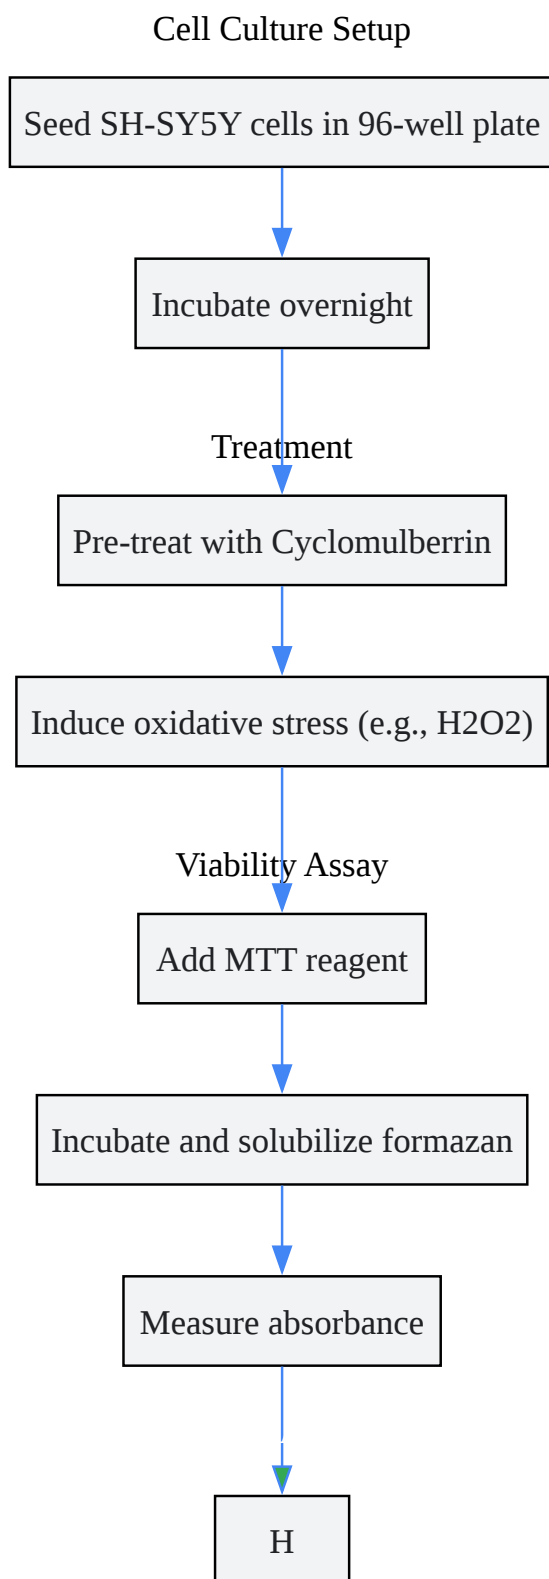 Cell Culture Setup
Seed SH-SY5Y cells in 96-well plate
Incubate overnight
Treatment
Pre-treat with Cyclomulberrin
Induce oxidative stress (e.g., H2O2)
Viability Assay
Add MTT reagent
Incubate and solubilize formazan
Measure absorbance
H